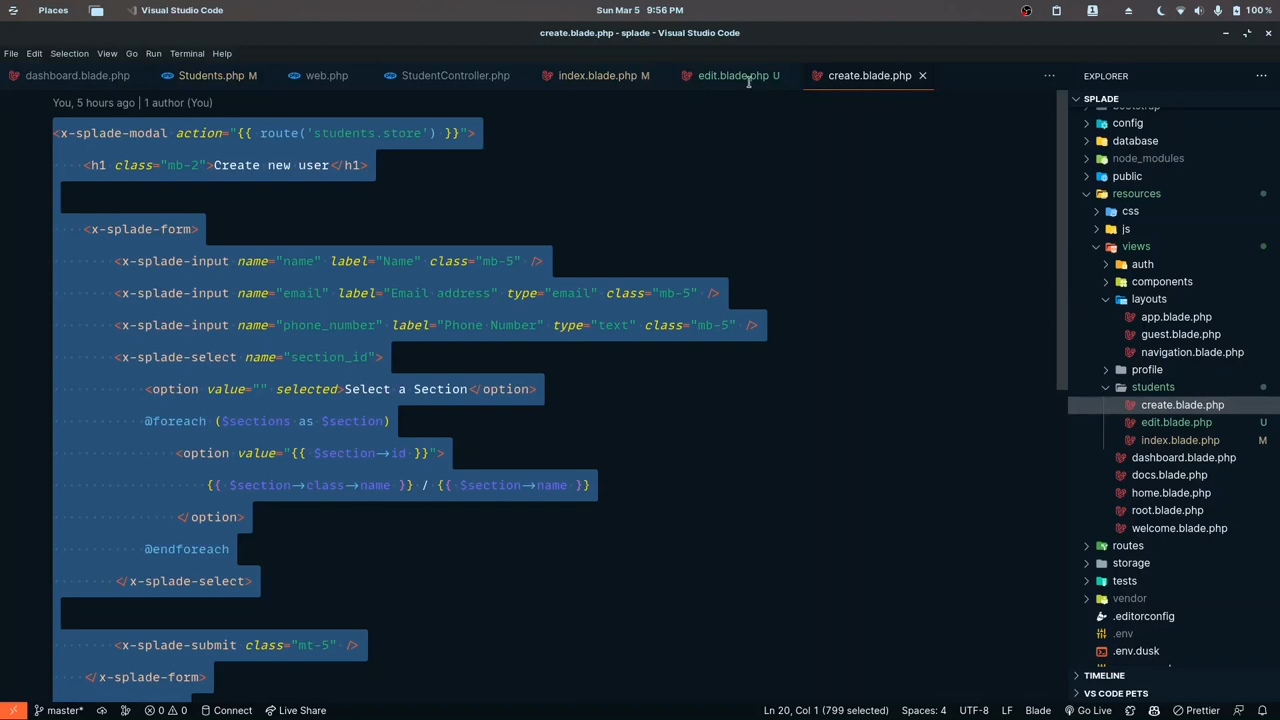 Places
Visual Studio Code
Sun Mar 5 9:56 PM
100 %
create.blade.php - splade - Visual Studio Code
File Edit Selection View Go Run Terminal Help
dashboard.blade.php
Students.php M
web.php
StudentController.php
index.blade.php M
edit.blade.php U
create.blade.php
You, 5 hours ago | 1 author (You)
<x-splade-modal action="{{ route('students.store') }}">
<h1 class="mb-2">Create new user</h1>
<x-splade-form>
<x-splade-input name="name" label="Name" class="mb-5" />
<x-splade-input name="email" label="Email address" type="email" class="mb-5" />
<x-splade-input name="phone_number" label="Phone Number" type="text" class="mb-5" />
<x-splade-select name="section_id">
<option value="" selected>Select a Section</option>
@foreach ($sections as $section)
<option value="{{ $section->id }}">
{{ $section->class->name }} / {{ $section->name }}
</option>
@endforeach
</x-splade-select>
<x-splade-submit class="mt-5" />
</x-splade-form>
EXPLORER
SPLADE
bootstrap
config
database
node_modules
public
resources
css
js
views
auth
components
layouts
app.blade.php
guest.blade.php
navigation.blade.php
profile
students
create.blade.php
edit.blade.php U
index.blade.php M
dashboard.blade.php
docs.blade.php
home.blade.php
root.blade.php
welcome.blade.php
routes
storage
tests
vendor
.editorconfig
.env
.env.dusk
TIMELINE
VS CODE PETS
master*
0
0
Connect
Live Share
Ln 20, Col 1 (799 selected)
Spaces: 4
UTF-8
LF
Blade
Go Live
Prettier